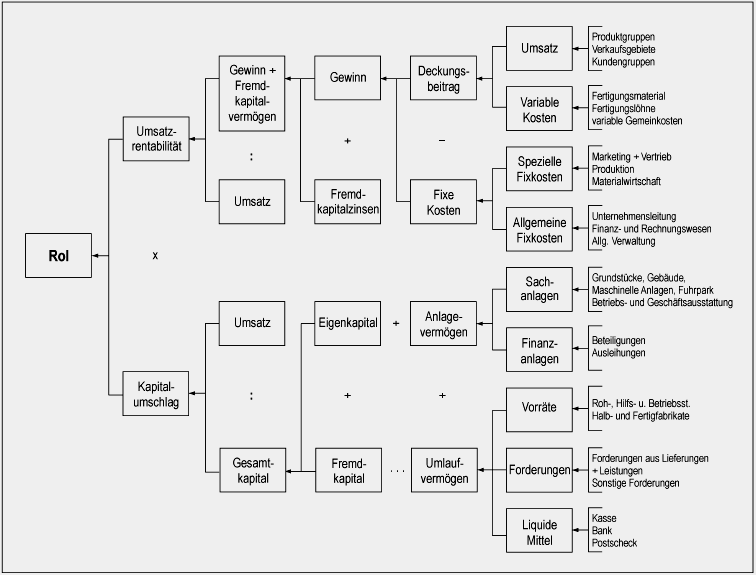 RoI
x
Umsatz-
rentabilität
Kapital-
umschlag
Gewinn +
Fremd-
kapital-
vermögen
:
Umsatz
Umsatz
:
Gesamt-
kapital
Gewinn
+
Fremd-
kapitalzinsen
Eigenkapital
+
+
Fremd-
kapital
. . .
Deckungs-
beitrag
–
Fixe
Kosten
Anlage-
vermögen
+
Umlauf-
vermögen
Umsatz
Variable
Kosten
Spezielle
Fixkosten
Allgemeine
Fixkosten
Sach-
anlagen
Finanz-
anlagen
Vorräte
Forderungen
Liquide
Mittel
Produktgruppen
Verkaufsgebiete
Kundengruppen
Fertigungsmaterial
Fertigungslöhne
variable Gemeinkosten
Marketing + Vertrieb
Produktion
Materialwirtschaft
Unternehmensleitung
Finanz- und Rechnungswesen
Allg. Verwaltung
Grundstücke, Gebäude,
Maschinelle Anlagen, Fuhrpark
Betriebs- und Geschäftsausstattung
Beteiligungen
Ausleihungen
Roh-, Hilfs- u. Betriebsst.
Halb- und Fertigfabrikate
Forderungen aus Lieferungen
+ Leistungen
Sonstige Forderungen
Kasse
Bank
Postscheck